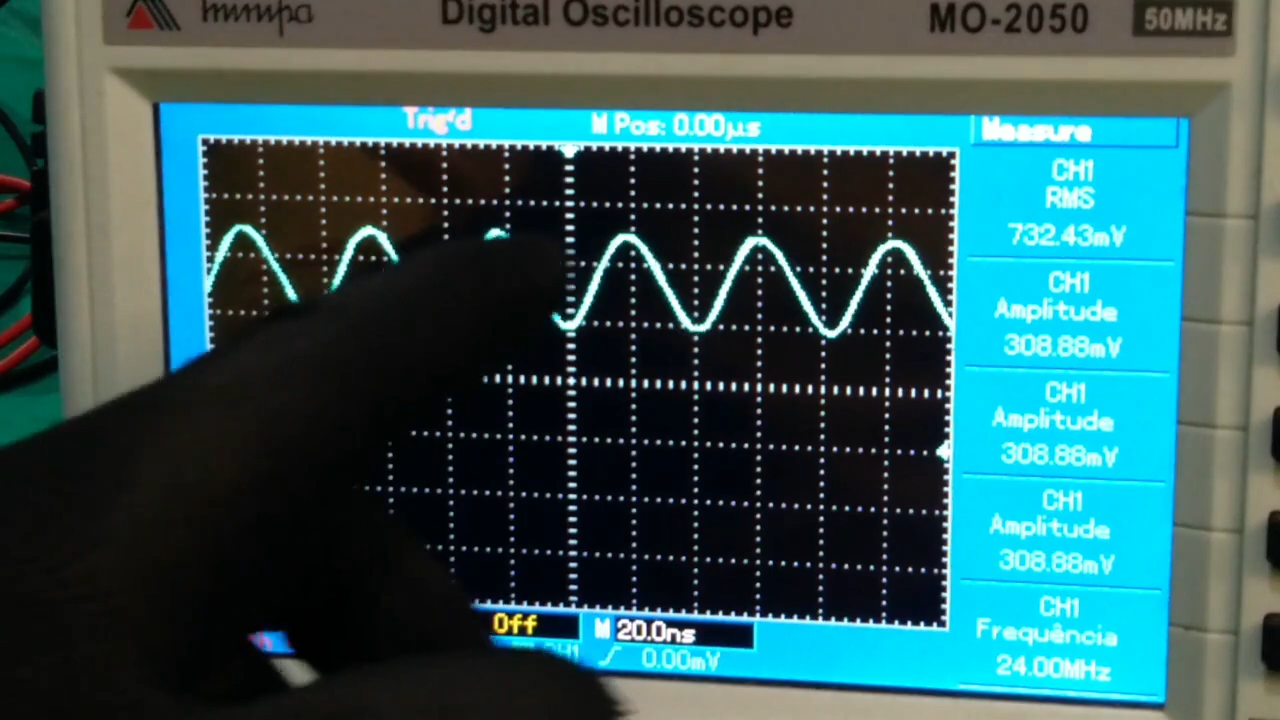 minipa
Digital Oscilloscope
MO-2050
50MHz
Trig'd
M Pos: 0.00µs
Measure
CH1
RMS
732.43mV
CH1
Amplitude
308.88mV
CH1
Amplitude
308.88mV
CH1
Amplitude
308.88mV
CH1
Frequência
24.00MHz
Off
M 20.0ns
CH1
0.00mV